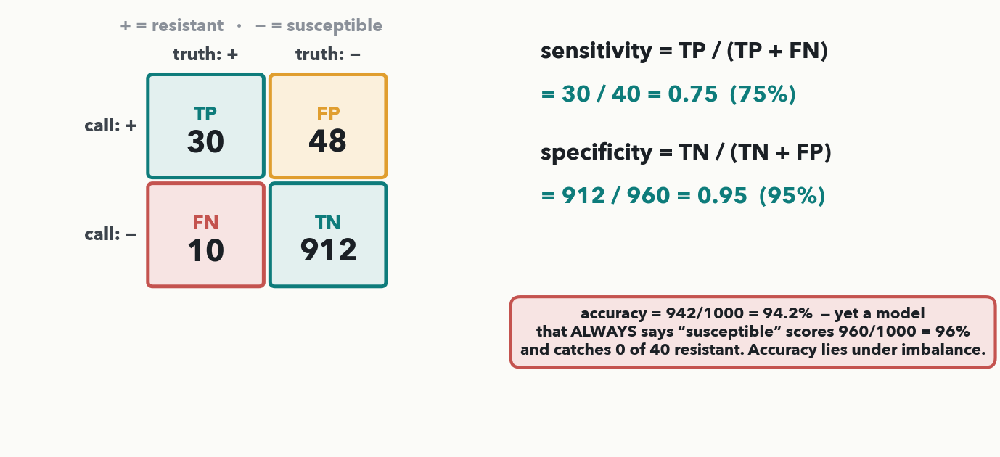 + = resistant · − = susceptible
truth: + truth: −
call: +
TP
30
FP
48
call: −
FN
10
TN
912
sensitivity = TP / (TP + FN)
= 30 / 40 = 0.75 (75%)
specificity = TN / (TN + FP)
= 912 / 960 = 0.95 (95%)
accuracy = 942/1000 = 94.2% — yet a model
that ALWAYS says “susceptible” scores 960/1000 = 96%
and catches 0 of 40 resistant. Accuracy lies under imbalance.